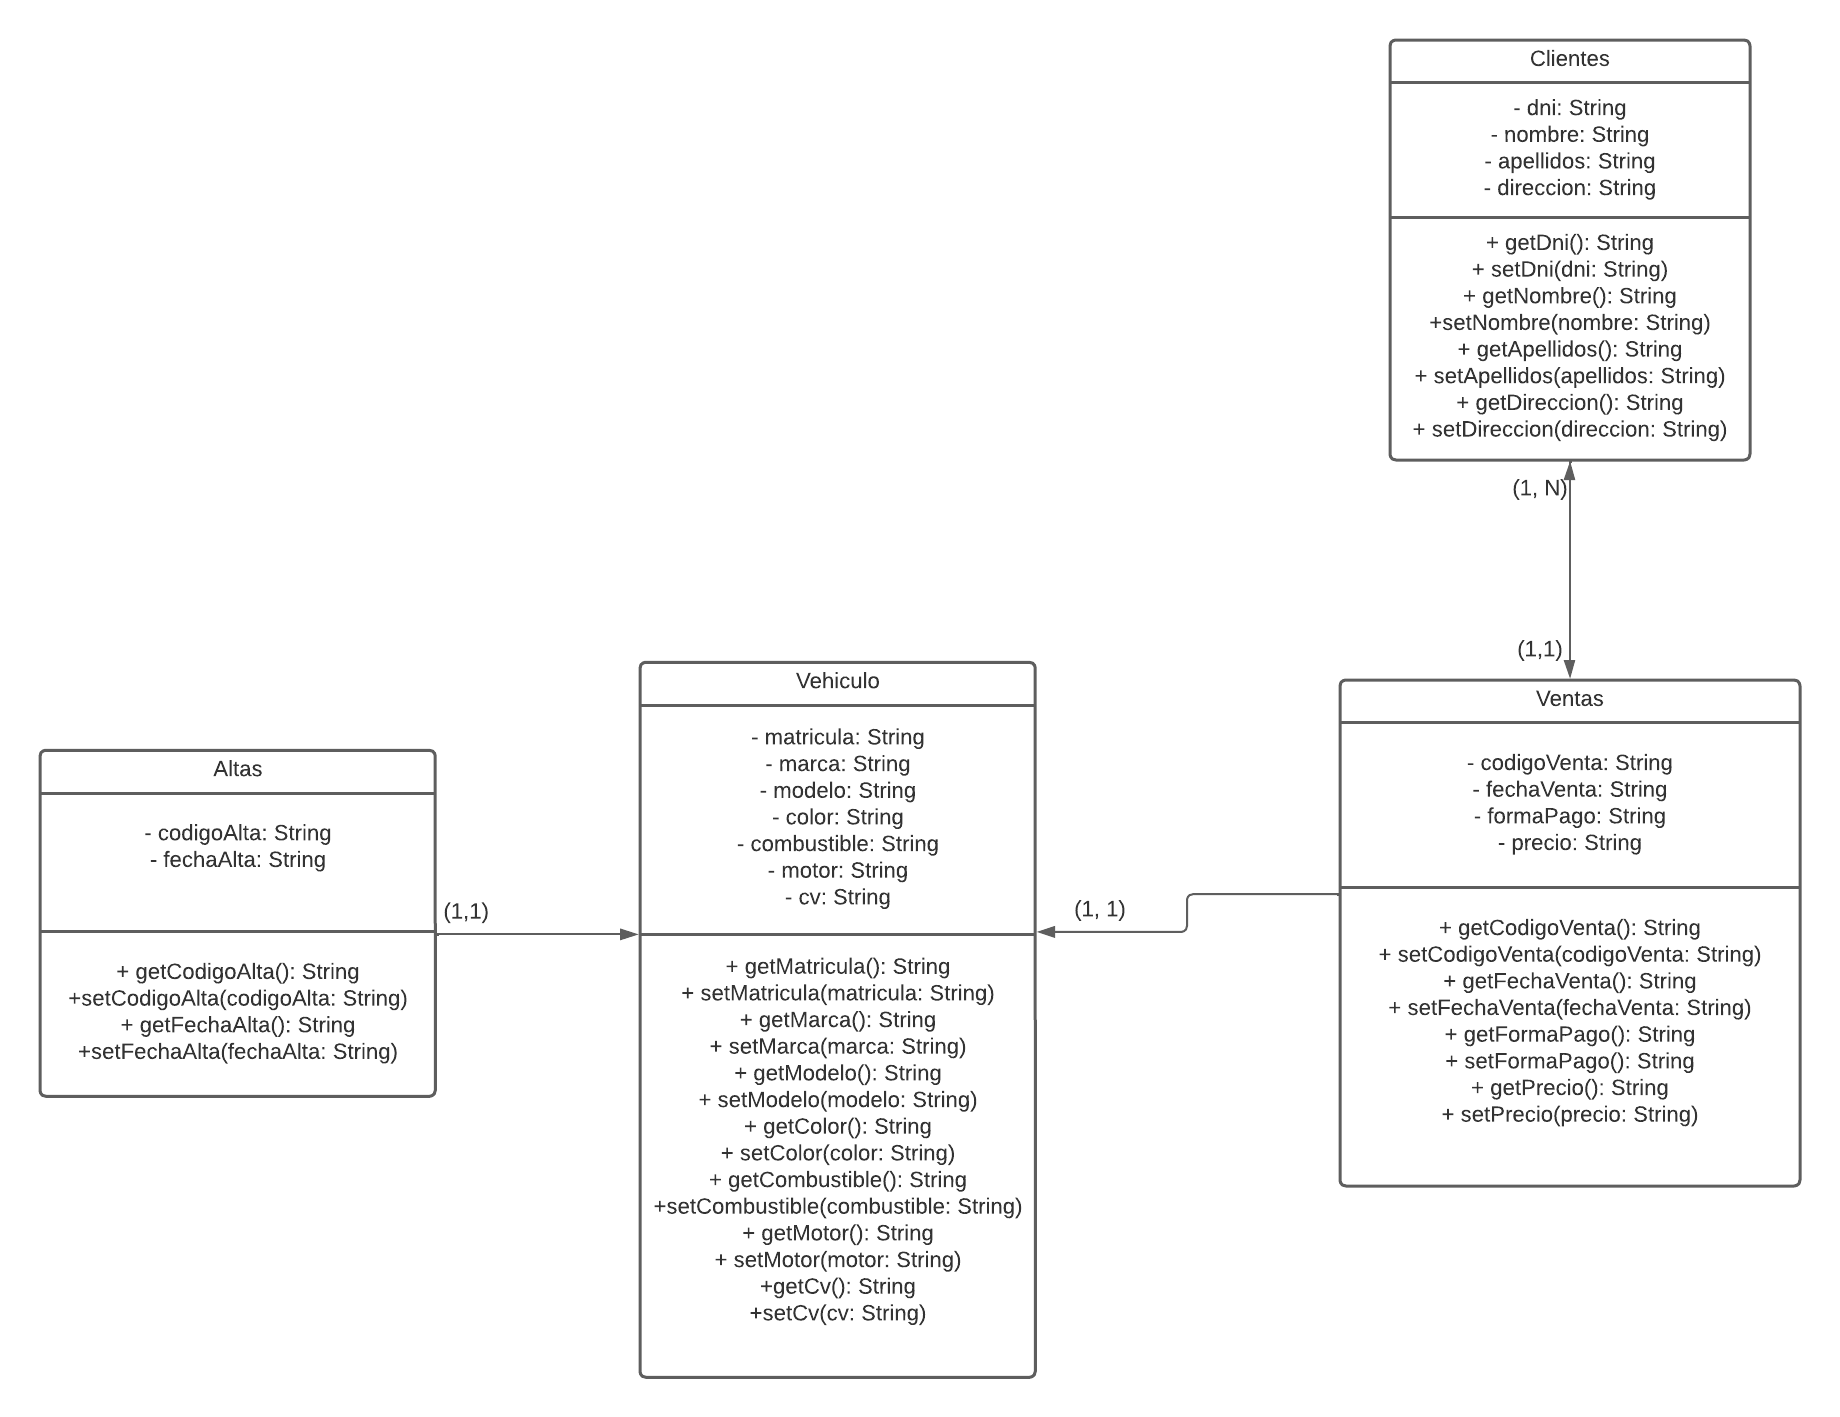 Clientes
- dni: String
- nombre: String
- apellidos: String
- direccion: String
+ getDni(): String
+ setDni(dni: String)
+ getNombre(): String
+setNombre(nombre: String)
+ getApellidos(): String
+ setApellidos(apellidos: String)
+ getDireccion(): String
+ setDireccion(direccion: String)
(1, N)
(1,1)
Altas
- codigoAlta: String
- fechaAlta: String
+ getCodigoAlta(): String
+setCodigoAlta(codigoAlta: String)
+ getFechaAlta(): String
+setFechaAlta(fechaAlta: String)
(1,1)
Vehiculo
- matricula: String
- marca: String
- modelo: String
- color: String
- combustible: String
- motor: String
- cv: String
+ getMatricula(): String
+ setMatricula(matricula: String)
+ getMarca(): String
+ setMarca(marca: String)
+ getModelo(): String
+ setModelo(modelo: String)
+ getColor(): String
+ setColor(color: String)
+ getCombustible(): String
+setCombustible(combustible: String)
+ getMotor(): String
+ setMotor(motor: String)
+getCv(): String
+setCv(cv: String)
(1, 1)
Ventas
- codigoVenta: String
- fechaVenta: String
- formaPago: String
- precio: String
+ getCodigoVenta(): String
+ setCodigoVenta(codigoVenta: String)
+ getFechaVenta(): String
+ setFechaVenta(fechaVenta: String)
+ getFormaPago(): String
+ setFormaPago(): String
+ getPrecio(): String
+ setPrecio(precio: String)